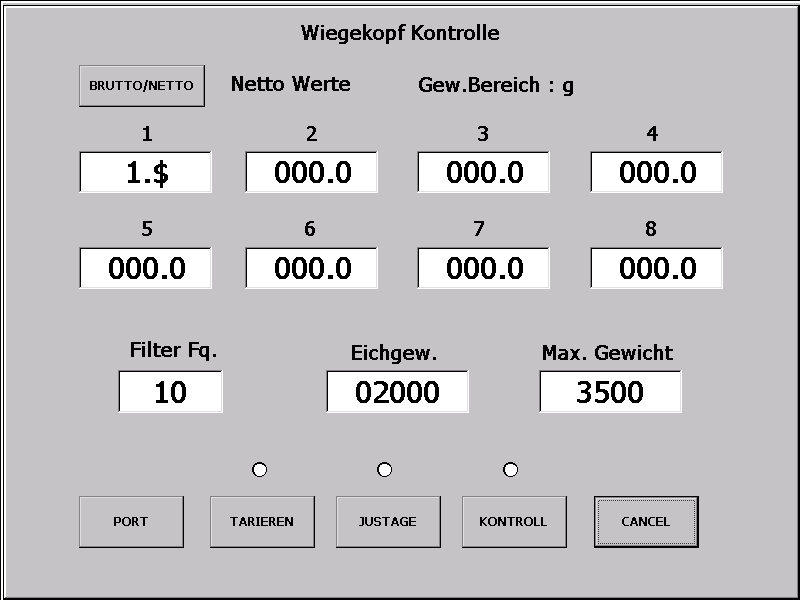 Wiegekopf Kontrolle
BRUTTO/NETTO Netto Werte Gew.Bereich : g
1 2 3 4
1.$ 000.0 000.0 000.0
5 6 7 8
000.0 000.0 000.0 000.0
Filter Fq. Eichgew. Max. Gewicht
10 02000 3500
PORT TARIEREN JUSTAGE KONTROLL CANCEL